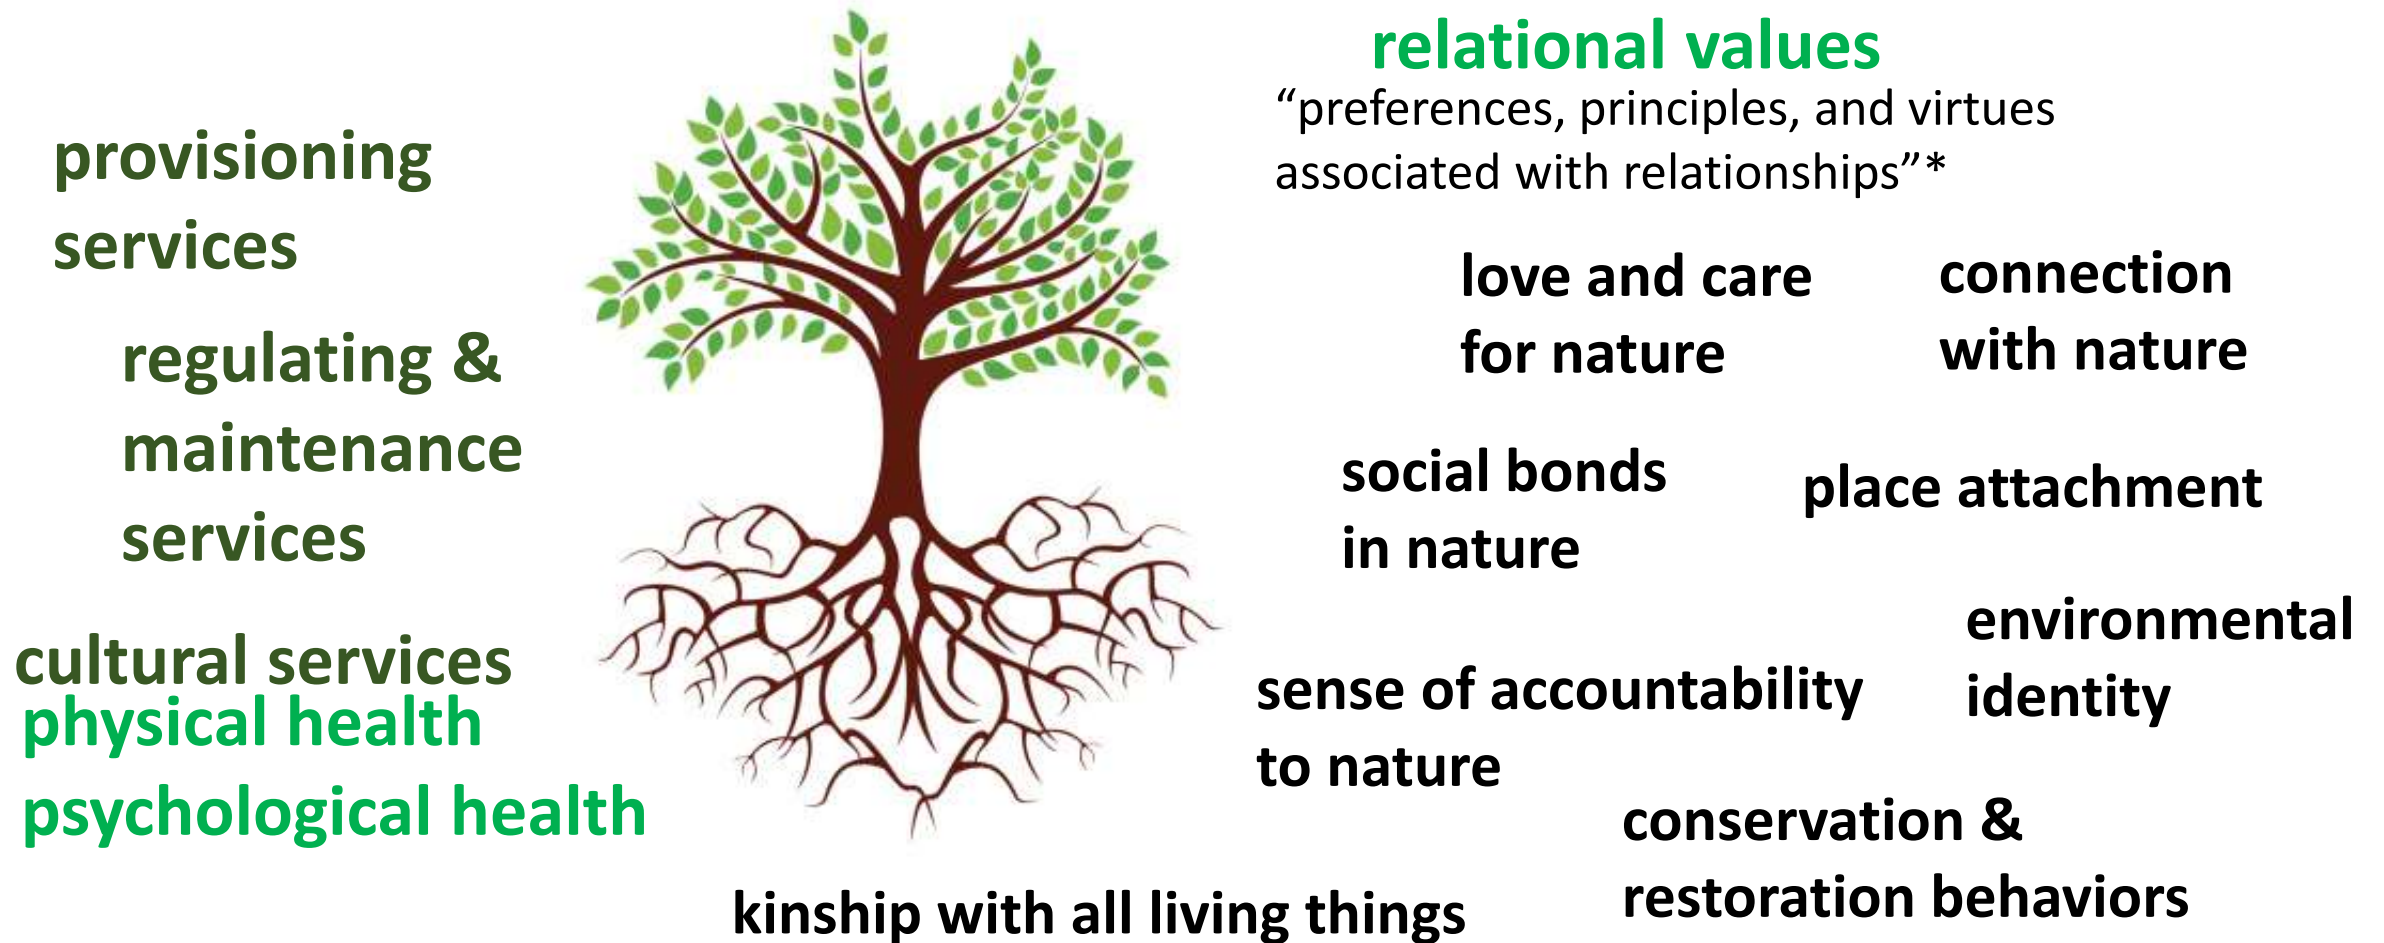 provisioning
services
regulating &
maintenance
services
cultural services
physical health
psychological health
relational values
“preferences, principles, and virtues
associated with relationships”*
love and care
for nature
connection
with nature
social bonds
in nature
place attachment
environmental
identity
sense of accountability
to nature
conservation &
restoration behaviors
kinship with all living things